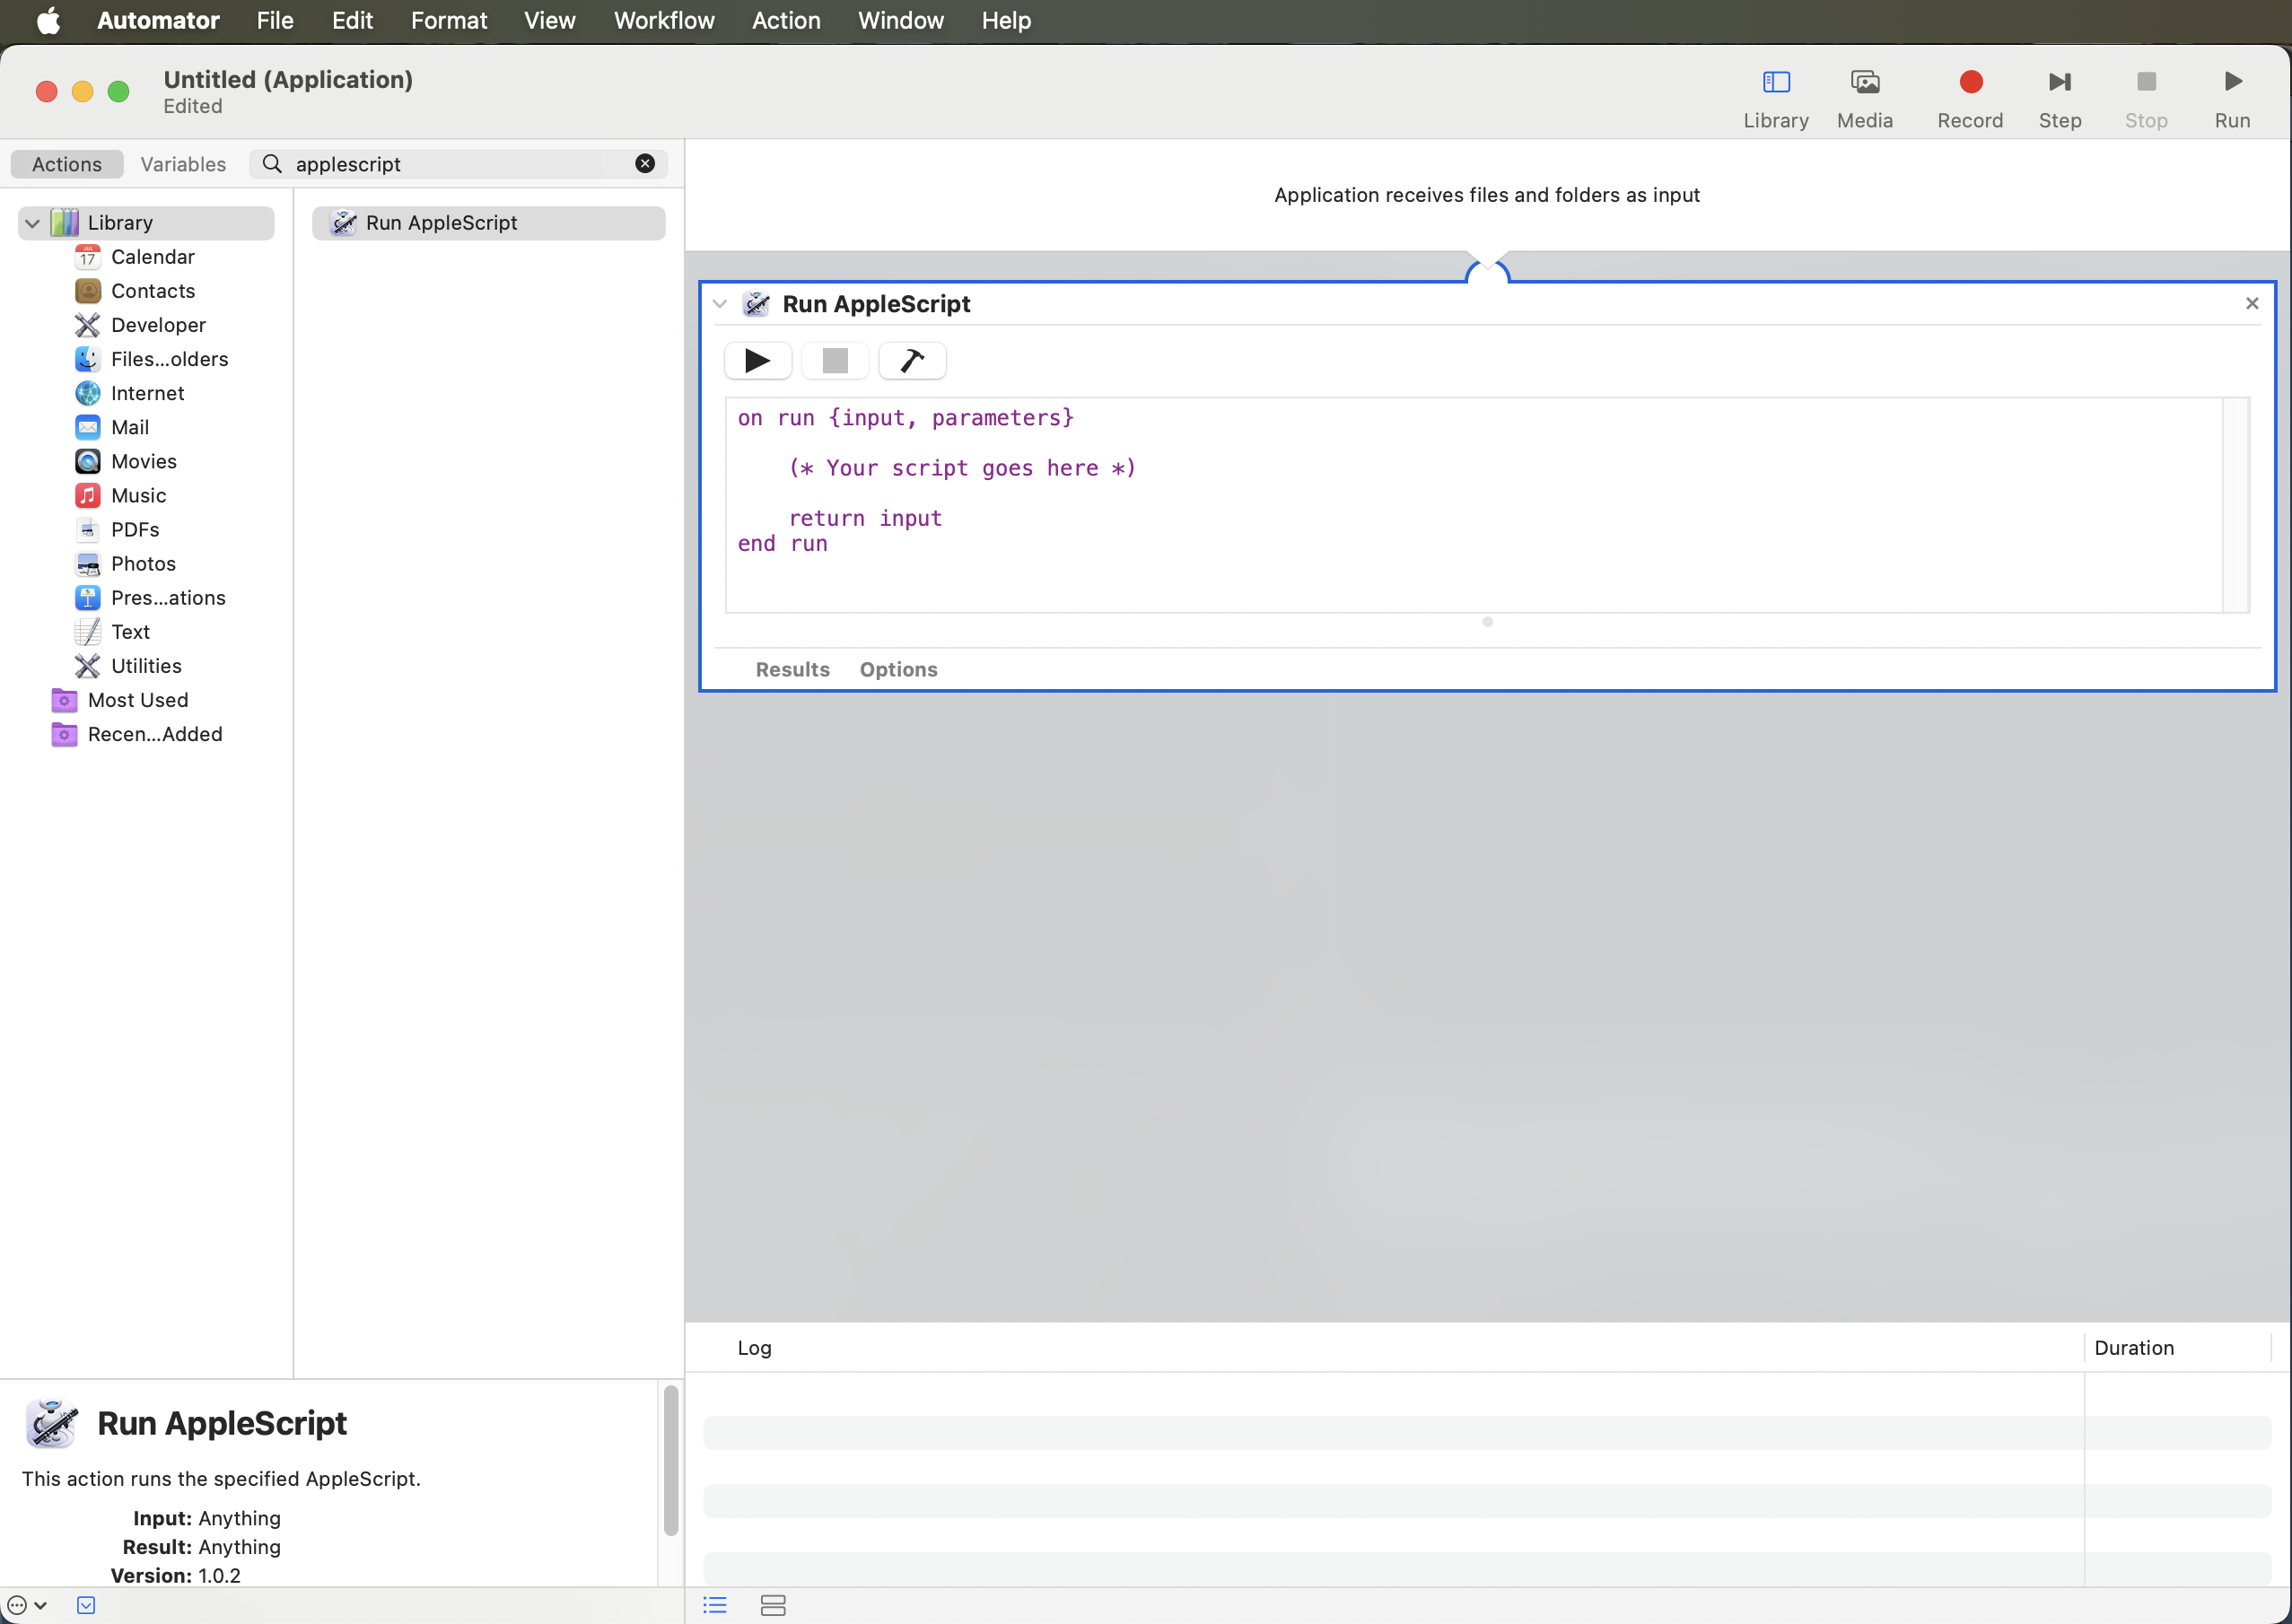 Automator File Edit Format View Workflow Action Window Help
Untitled (Application)
Edited
Library Media Record Step Stop Run
Actions Variables applescript
Application receives files and folders as input
Library
JUL
17
Calendar
Contacts
Developer
Files...olders
Internet
Mail
Movies
Music
PDFs
Photos
Pres...ations
Text
Utilities
Most Used
Recen...Added
Run AppleScript
Run AppleScript
on run {input, parameters}
(* Your script goes here *)
return input
end run
Results Options
Log Duration
Run AppleScript
This action runs the specified AppleScript.
Input: Anything
Result: Anything
Version: 1.0.2